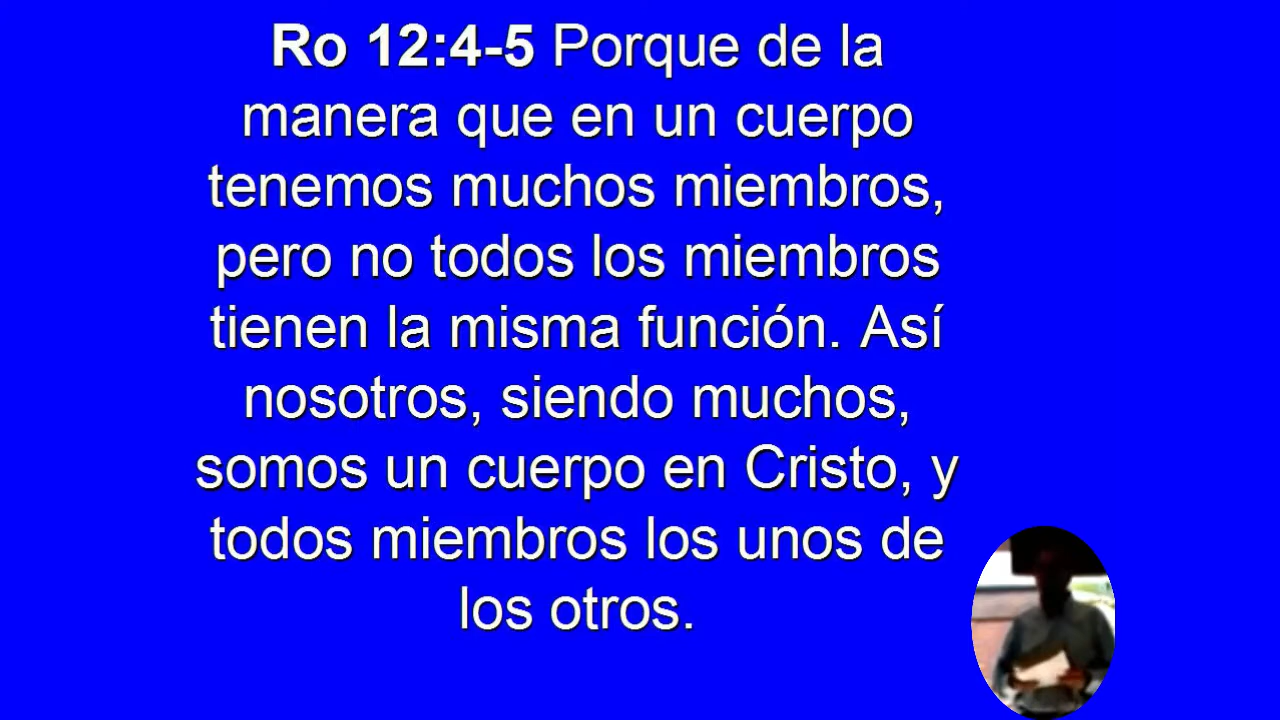 Ro 12:4-5 Porque de la
manera que en un cuerpo
tenemos muchos miembros,
pero no todos los miembros
tienen la misma función. Así
nosotros, siendo muchos,
somos un cuerpo en Cristo, y
todos miembros los unos de
los otros.